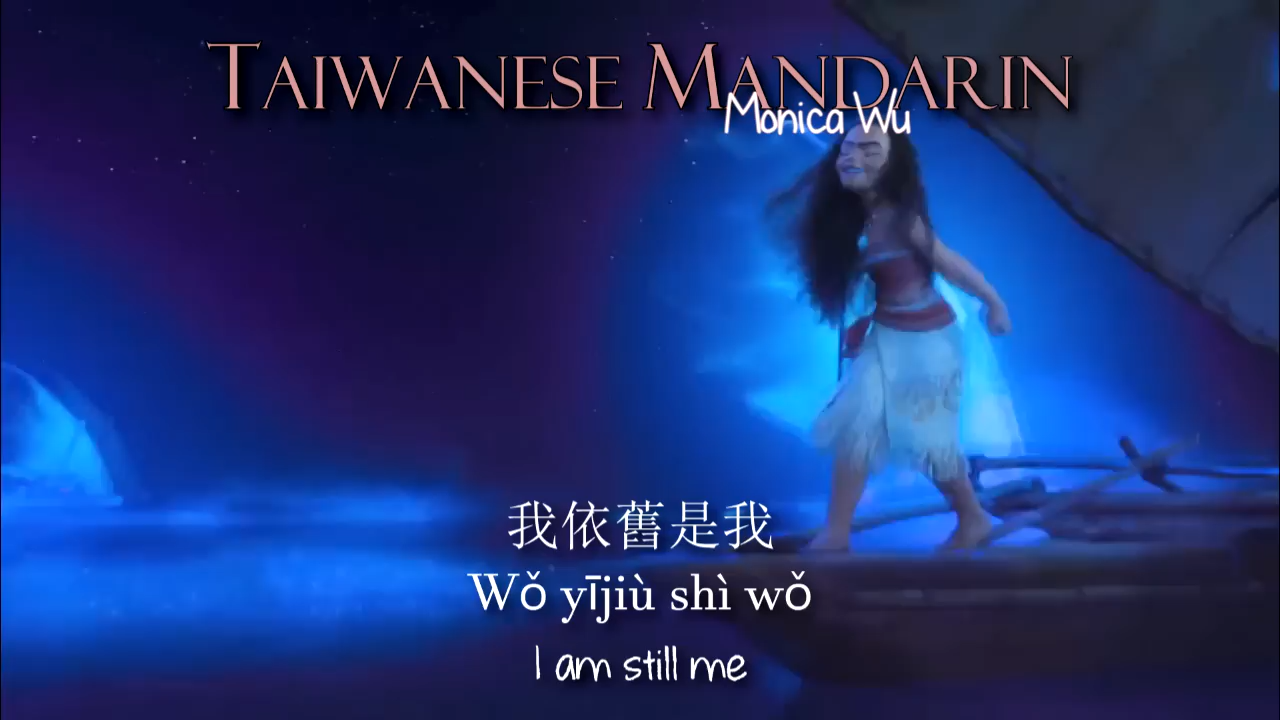 TAIWANESE MANDARIN
Monica Wu
我依舊是我
Wǒ yījiù shì wǒ
I am still me